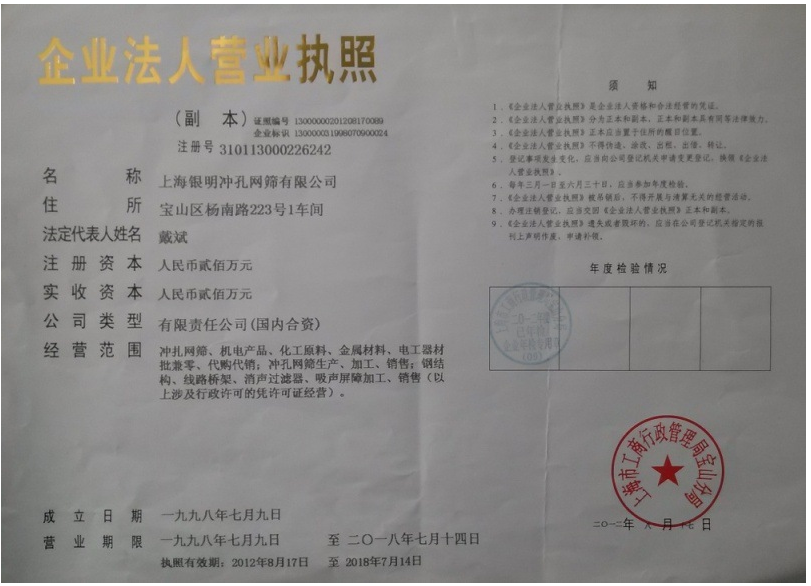 企业法人营业执照
（副 本）
证照编号 13000000201208170089
企业标识 13000003199807090 0024
注册号 310113000226242
名 称 上海银明冲孔网筛有限公司
住 所 宝山区杨南路223号1车间
法定代表人姓名 戴斌
注 册 资 本 人民币贰佰万元
实 收 资 本 人民币贰佰万元
公 司 类 型 有限责任公司(国内合资)
经 营 范 围 冲孔网筛、机电产品、化工原料、金属材料、电工器材
批兼零、代购代销；冲孔网筛生产、加工、销售；钢结
构、线路桥架、消声过滤器、吸声屏障加工、销售（以
上涉及行政许可的凭许可证经营）。
成 立 日 期 一九九八年七月九日
营 业 期 限 一九九八年七月九日 至 二〇一八年七月十四日
执照有效期：2012年8月17日 至 2018年7月14日
须 知
1．《企业法人营业执照》是企业法人资格和合法经营的凭证。
2．《企业法人营业执照》分为正本和副本，正本和副本具有同等法律效力。
3．《企业法人营业执照》正本应当置于住所的醒目位置。
4．《企业法人营业执照》不得伪造、涂改、出租、出借、转让。
5．登记事项发生变化，应当向公司登记机关申请变更登记，换领《企业法
人营业执照》。
6．每年三月一日至六月三十日，应当参加年度检验。
7．《企业法人营业执照》被吊销后，不得开展与清算无关的经营活动。
8．办理注销登记，应当交回《企业法人营业执照》正本和副本。
9．《企业法人营业执照》遗失或者毁坏的，应当在公司登记机关指定的报
刊上声明作废，申请补领。
年度检验情况
上海市工商行政管理局宝山分局
二〇一二年 八 月 十七 日